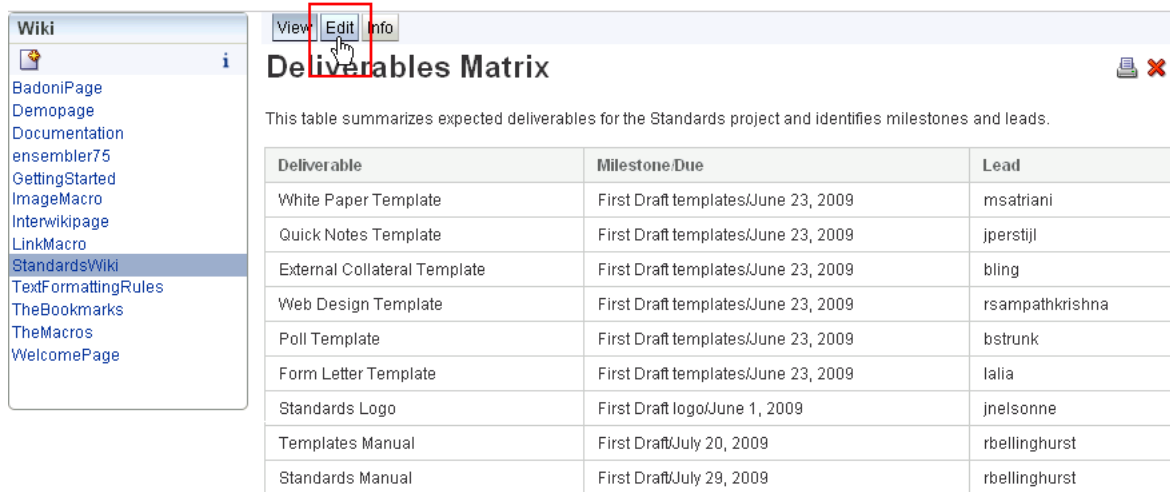 Wiki
i
BadoniPage
Demopage
Documentation
ensembler75
GettingStarted
ImageMacro
Interwikipage
LinkMacro
StandardsWiki
TextFormattingRules
TheBookmarks
TheMacros
WelcomePage
View Edit Info
Deliverables Matrix
This table summarizes expected deliverables for the Standards project and identifies milestones and leads.
Deliverable Milestone/Due Lead
White Paper Template First Draft templates/June 23, 2009 msatriani
Quick Notes Template First Draft templates/June 23, 2009 jperstijl
External Collateral Template First Draft templates/June 23, 2009 bling
Web Design Template First Draft templates/June 23, 2009 rsampathkrishna
Poll Template First Draft templates/June 23, 2009 bstrunk
Form Letter Template First Draft templates/June 23, 2009 lalia
Standards Logo First Draft logo/June 1, 2009 jnelsonne
Templates Manual First Draft/July 20, 2009 rbellinghurst
Standards Manual First Draft/July 29, 2009 rbellinghurst